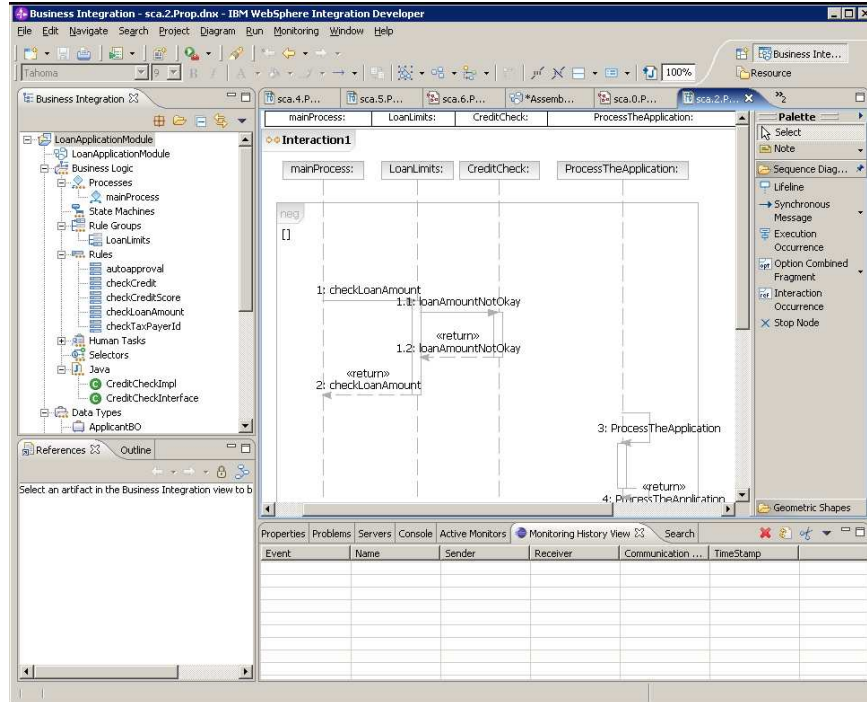 Business Integration - sca.2.Prop.dnx - IBM WebSphere Integration Developer
File Edit Navigate Search Project Diagram Run Monitoring Window Help
Business Inte...
Tahoma 9 B I A 100% Resource
Business Integration
LoanApplicationModule
LoanApplicationModule
Business Logic
Processes
mainProcess
State Machines
Rule Groups
LoanLimits
Rules
autoapproval
checkCredit
checkCreditScore
checkLoanAmount
checkTaxPayerId
Human Tasks
Selectors
Java
CreditCheckImpl
CreditCheckInterface
Data Types
ApplicantBO
References Outline
Select an artifact in the Business Integration view to b
sca.4.P... sca.5.P... sca.6.P... *Assemb... sca.0.P... sca.2.P... 2
mainProcess: LoanLimits: CreditCheck: ProcessTheApplication:
Interaction1
mainProcess: LoanLimits: CreditCheck: ProcessTheApplication:
neg
[]
1: checkLoanAmount
1.1: loanAmountNotOkay
«return»
1.2: loanAmountNotOkay
«return»
2: checkLoanAmount
3: ProcessTheApplication
«return»
4: ProcessTheApplication
Palette
Select
Note
Sequence Diag...
Lifeline
Synchronous
Message
Execution
Occurrence
opt Option Combined
Fragment
ref Interaction
Occurrence
Stop Node
Geometric Shapes
Properties Problems Servers Console Active Monitors Monitoring History View Search
Event Name Sender Receiver Communication ... TimeStamp